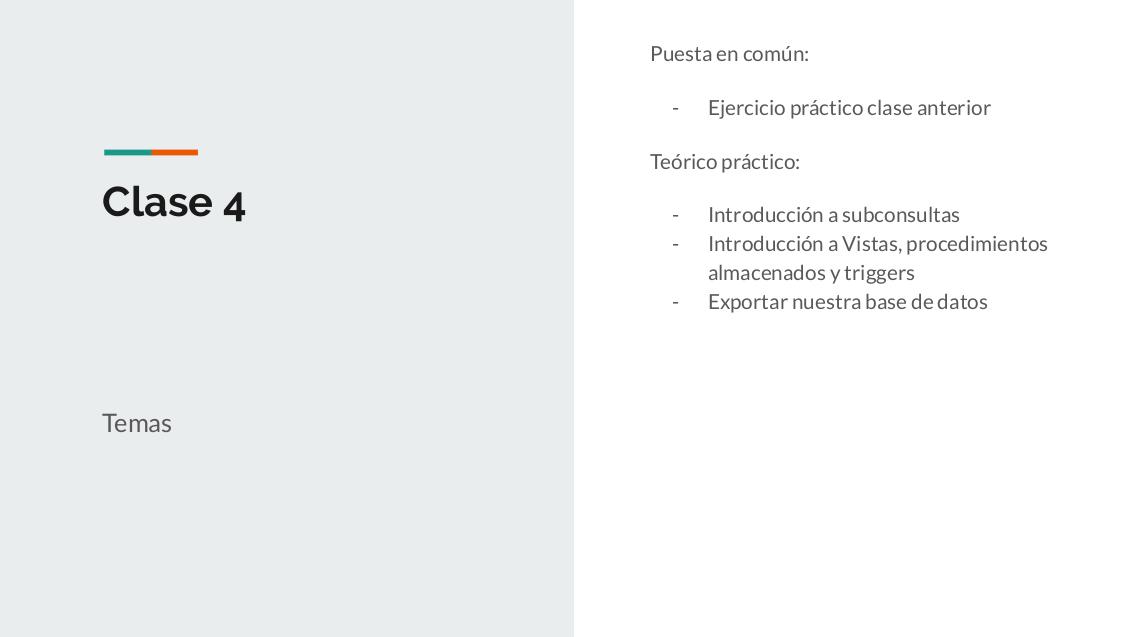 Clase 4
Temas
Puesta en común:
- Ejercicio práctico clase anterior
Teórico práctico:
- Introducción a subconsultas
- Introducción a Vistas, procedimientos
almacenados y triggers
- Exportar nuestra base de datos